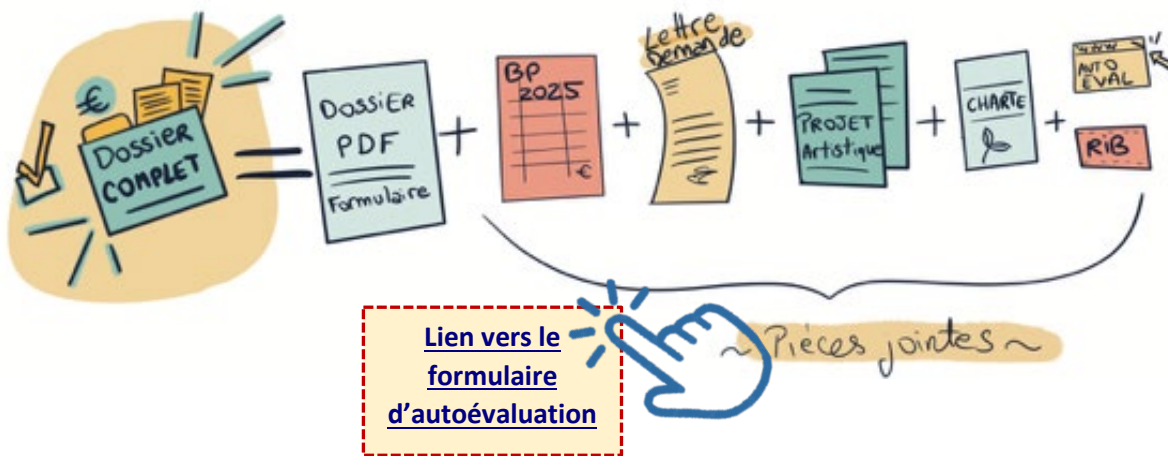 €
Dossier
COMPLET
=
DOSSIER
PDF
Formulaire
+
BP
2025
€
+
Lettre
Demande
+
PROJET
Artistique
+
CHARTE
+
AUTO
EVAL
RIB
~ Pièces jointes ~
Lien vers le
formulaire
d'autoévaluation